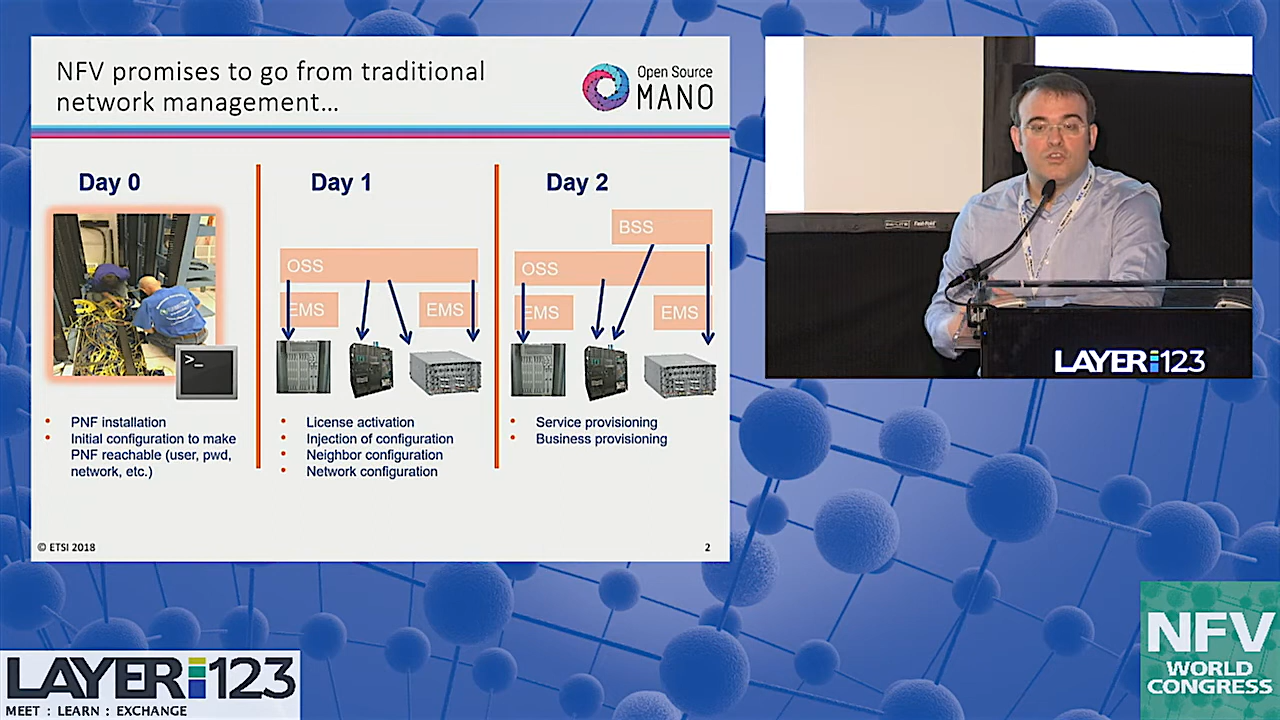 NFV promises to go from traditional
network management...
Open Source
MANO
Day 0
Day 1
Day 2
BSS
OSS
OSS
EMS
EMS
EMS
EMS
>
• PNF installation
• Initial configuration to make
PNF reachable (user, pwd,
network, etc.)
• License activation
• Injection of configuration
• Neighbor configuration
• Network configuration
• Service provisioning
• Business provisioning
© ETSI 2018
2
Fast-Fold
LAYER123
LAYER123
MEET : LEARN : EXCHANGE
NFV
WORLD
CONGRESS